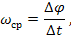 ω_ср = Δφ/Δt,